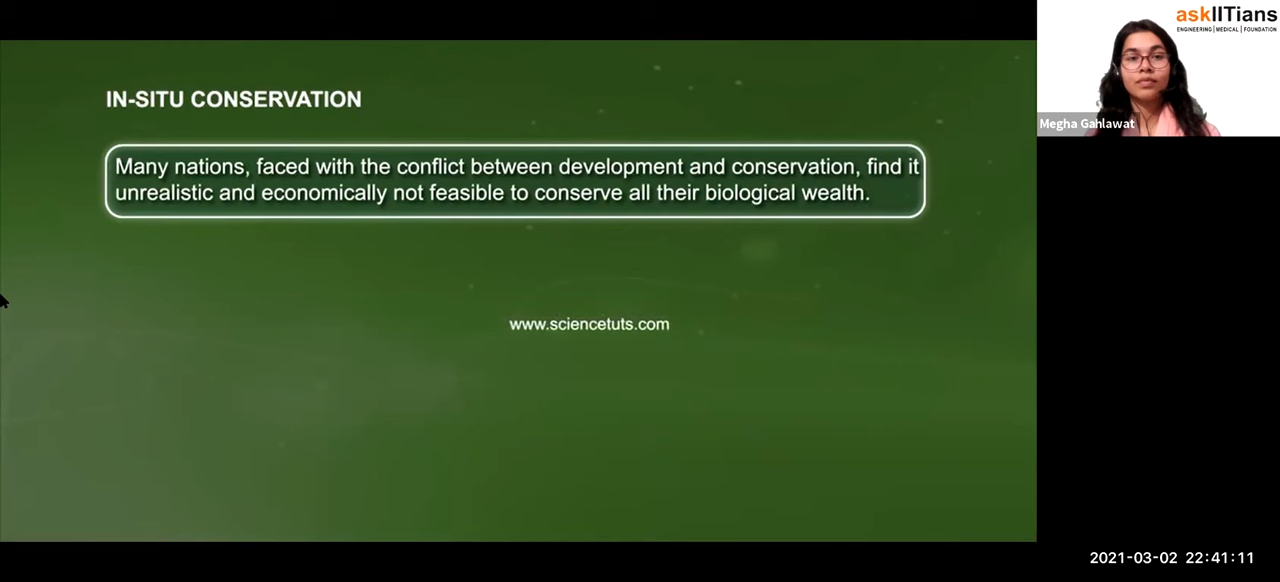 askIITians
ENGINEERING | MEDICAL | FOUNDATION
Megha Gahlawat
IN-SITU CONSERVATION
Many nations, faced with the conflict between development and conservation, find it
unrealistic and economically not feasible to conserve all their biological wealth.
www.sciencetuts.com
2021-03-02 22:41:11